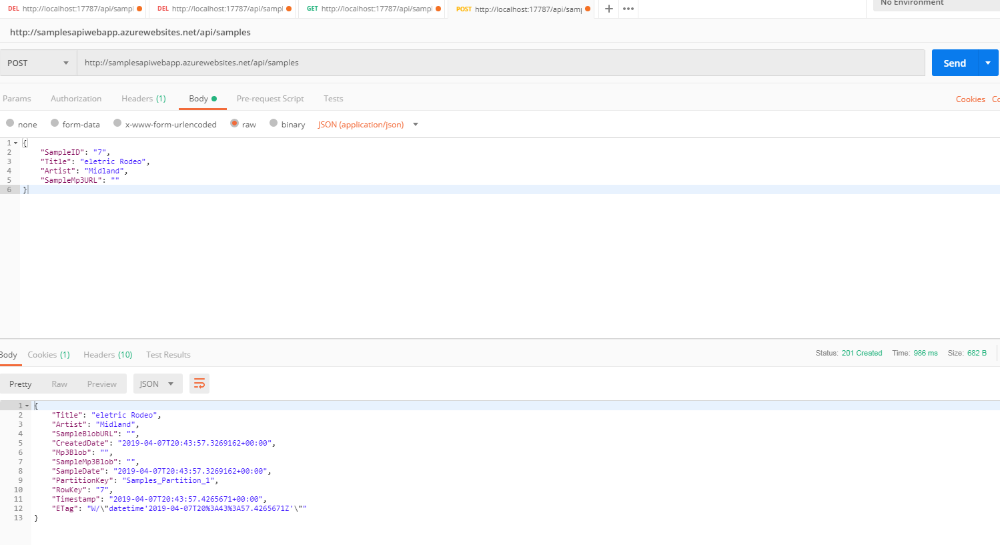 DEL http://localhost:17787/api/sampl DEL http://localhost:17787/api/sampl GET http://localhost:17787/api/sampl POST http://localhost:17787/api/sam + ••• No Environment
http://samplesapiwebapp.azurewebsites.net/api/samples
POST http://samplesapiwebapp.azurewebsites.net/api/samples Send
Params Authorization Headers (1) Body Pre-request Script Tests Cookies Co
none form-data x-www-form-urlencoded raw binary JSON (application/json)
1 {
2 "SampleID": "7",
3 "Title": "eletric Rodeo",
4 "Artist": "Midland",
5 "SampleMp3URL": ""
6 }
Body Cookies (1) Headers (10) Test Results Status: 201 Created Time: 986 ms Size: 682 B
Pretty Raw Preview JSON
1 {
2 "Title": "eletric Rodeo",
3 "Artist": "Midland",
4 "SampleBlobURL": "",
5 "CreatedDate": "2019-04-07T20:43:57.3269162+00:00",
6 "Mp3Blob": "",
7 "SampleMp3Blob": "",
8 "SampleDate": "2019-04-07T20:43:57.3269162+00:00",
9 "PartitionKey": "Samples_Partition_1",
10 "RowKey": "7",
11 "Timestamp": "2019-04-07T20:43:57.4265671+00:00",
12 "ETag": "W/\"datetime'2019-04-07T20%3A43%3A57.4265671Z'\""
13 }